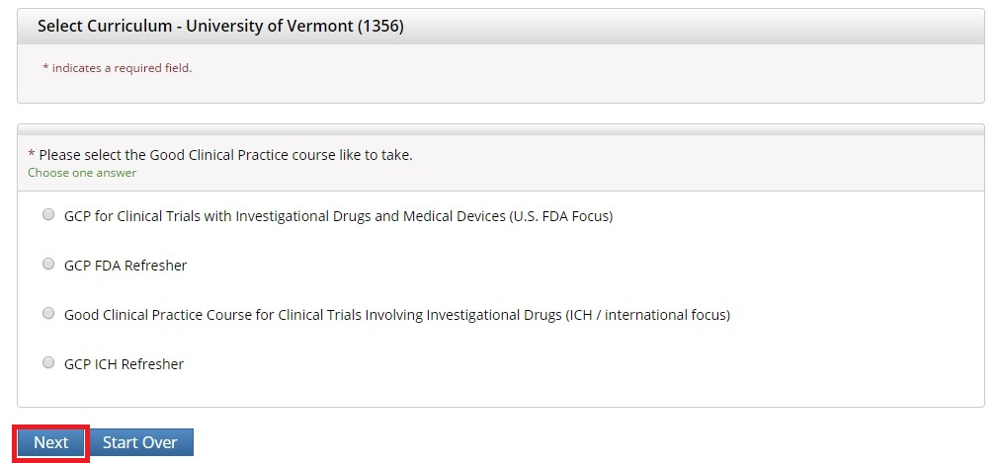 Select Curriculum - University of Vermont (1356)
* indicates a required field.
* Please select the Good Clinical Practice course like to take.
Choose one answer
GCP for Clinical Trials with Investigational Drugs and Medical Devices (U.S. FDA Focus)
GCP FDA Refresher
Good Clinical Practice Course for Clinical Trials Involving Investigational Drugs (ICH / international focus)
GCP ICH Refresher
Next Start Over